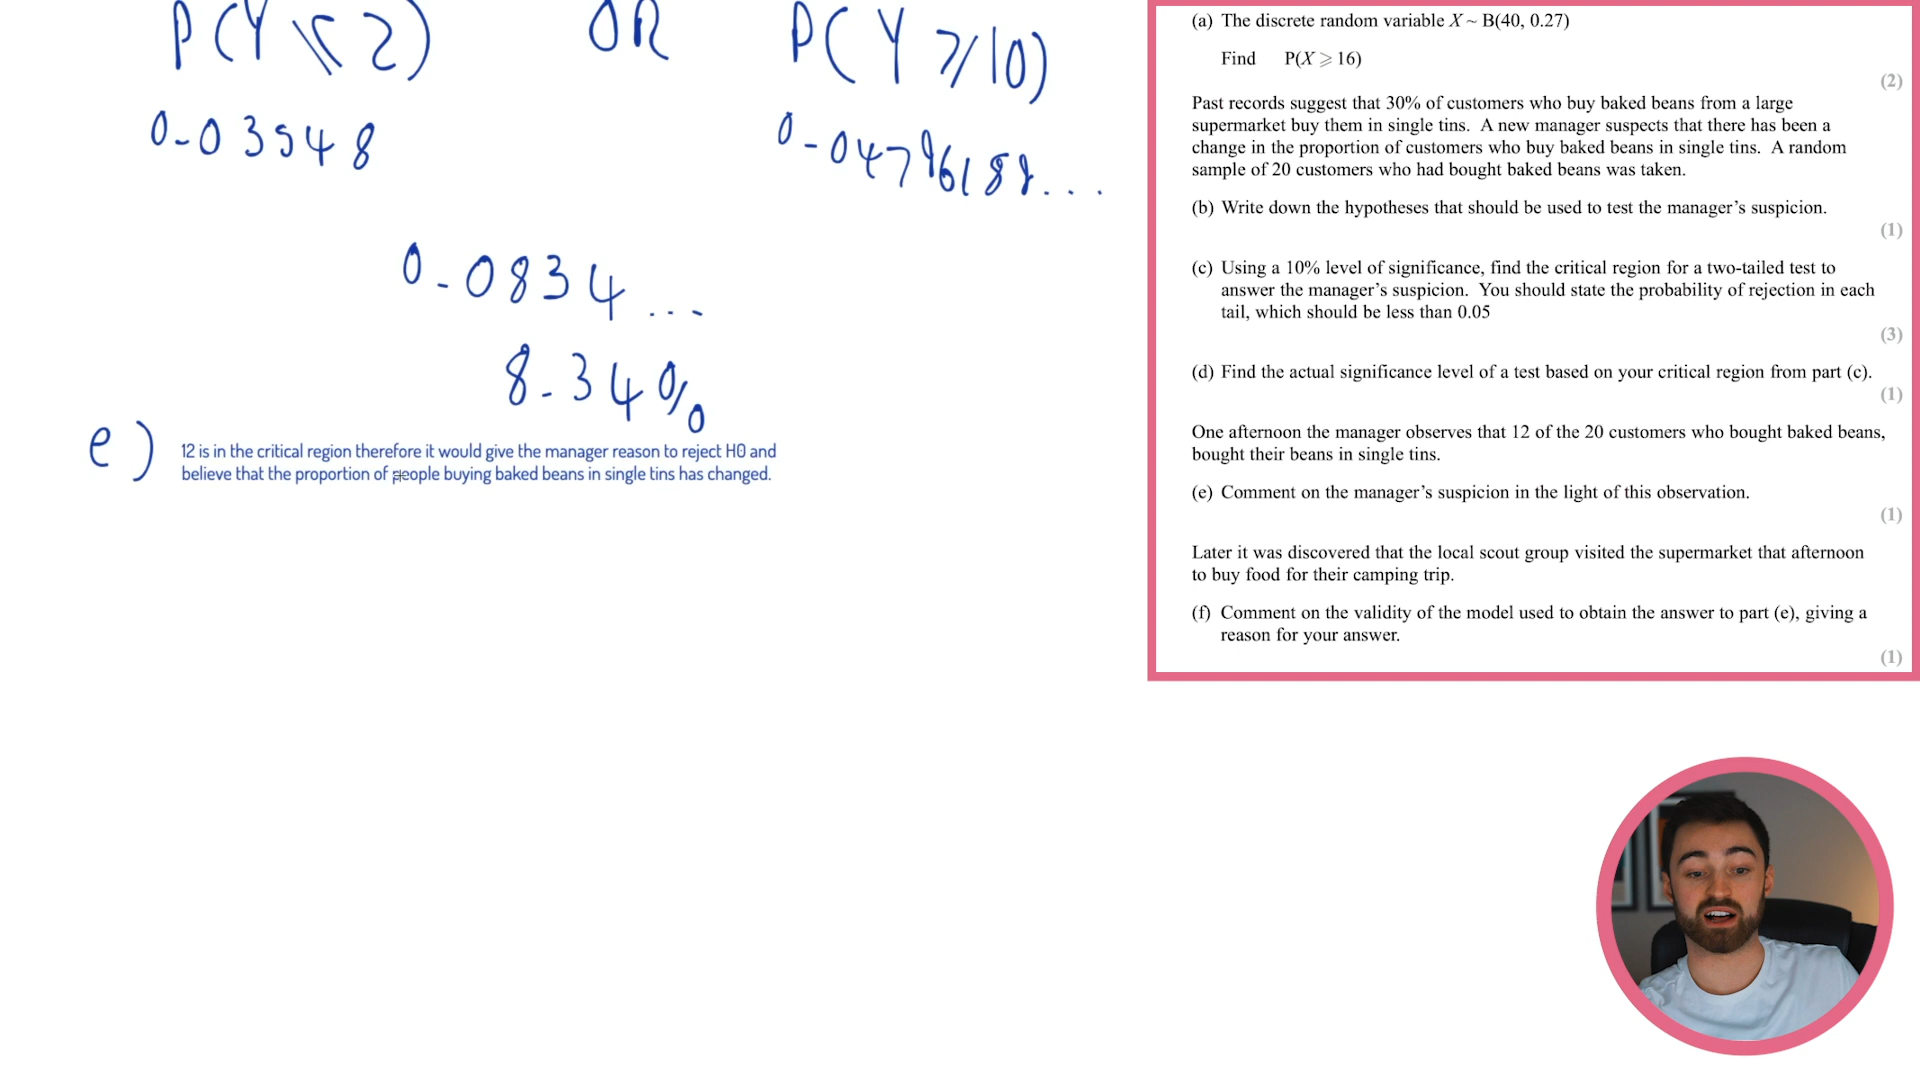 P(Y ⩽ 2) OR P(Y ⩾ 10)
0.03548 0.04796188...
0.0834...
8.34%
e) 12 is in the critical region therefore it would give the manager reason to reject H0 and
believe that the proportion of people buying baked beans in single tins has changed.
(a) The discrete random variable X ~ B(40, 0.27)
Find P(X ⩾ 16)
(2)
Past records suggest that 30% of customers who buy baked beans from a large
supermarket buy them in single tins. A new manager suspects that there has been a
change in the proportion of customers who buy baked beans in single tins. A random
sample of 20 customers who had bought baked beans was taken.
(b) Write down the hypotheses that should be used to test the manager's suspicion.
(1)
(c) Using a 10% level of significance, find the critical region for a two-tailed test to
answer the manager's suspicion. You should state the probability of rejection in each
tail, which should be less than 0.05
(3)
(d) Find the actual significance level of a test based on your critical region from part (c).
(1)
One afternoon the manager observes that 12 of the 20 customers who bought baked beans,
bought their beans in single tins.
(e) Comment on the manager's suspicion in the light of this observation.
(1)
Later it was discovered that the local scout group visited the supermarket that afternoon
to buy food for their camping trip.
(f) Comment on the validity of the model used to obtain the answer to part (e), giving a
reason for your answer.
(1)